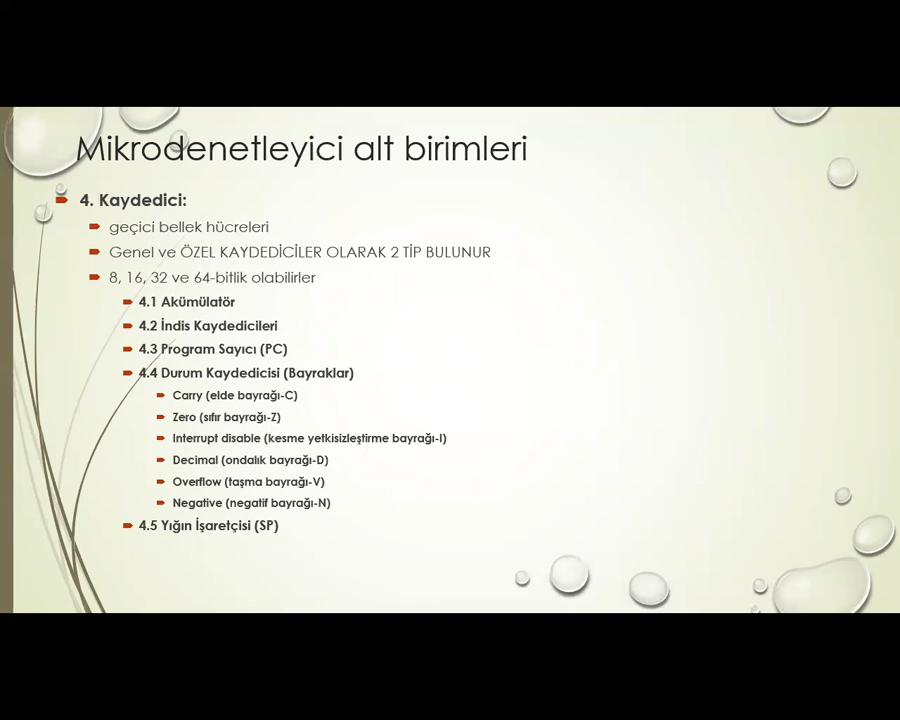 Mikrodenetleyici alt birimleri
4. Kaydedici:
geçici bellek hücreleri
Genel ve ÖZEL KAYDEDİCİLER OLARAK 2 TİP BULUNUR
8, 16, 32 ve 64-bitlik olabilirler
4.1 Akümülatör
4.2 İndis Kaydedicileri
4.3 Program Sayıcı (PC)
4.4 Durum Kaydedicisi (Bayraklar)
Carry (elde bayrağı-C)
Zero (sıfır bayrağı-Z)
Interrupt disable (kesme yetkisizleştirme bayrağı-I)
Decimal (ondalık bayrağı-D)
Overflow (taşma bayrağı-V)
Negative (negatif bayrağı-N)
4.5 Yığın İşaretçisi (SP)